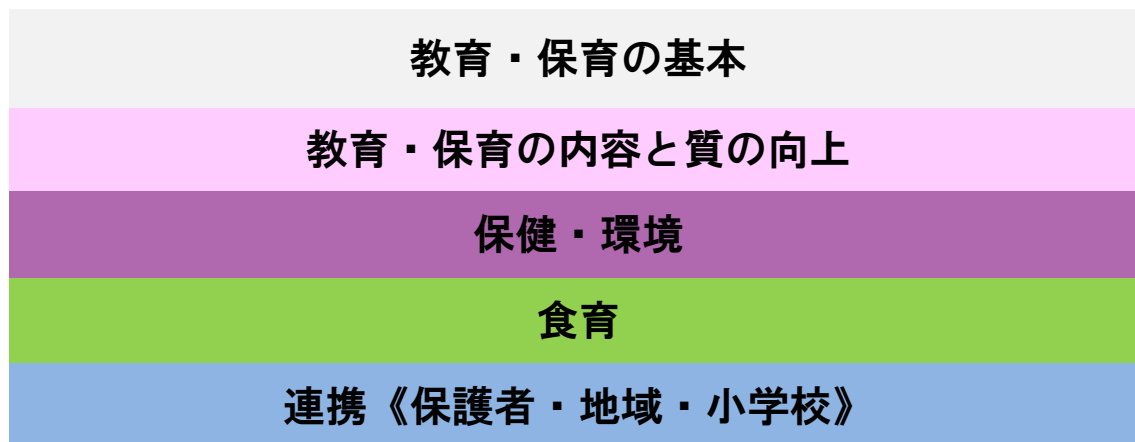 教育・保育の基本
教育・保育の内容と質の向上
保健・環境
食育
連携《保護者・地域・小学校》